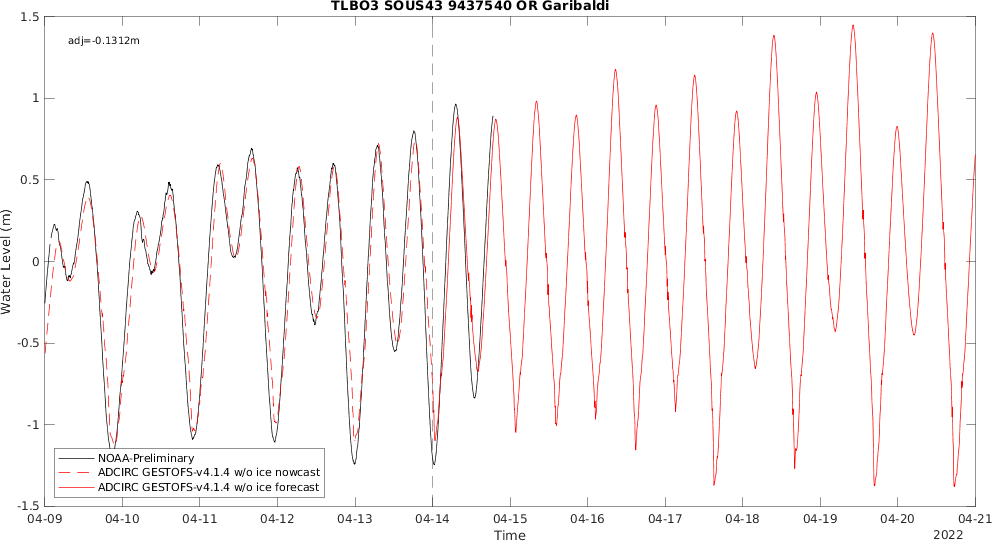 TLBO3 SOUS43 9437540 OR Garibaldi
adj=-0.1312m
1.5
1
0.5
0
-0.5
-1
-1.5
Water Level (m)
NOAA-Preliminary
ADCIRC GESTOFS-v4.1.4 w/o ice nowcast
ADCIRC GESTOFS-v4.1.4 w/o ice forecast
04-09 04-10 04-11 04-12 04-13 04-14 04-15 04-16 04-17 04-18 04-19 04-20 04-21
Time
2022